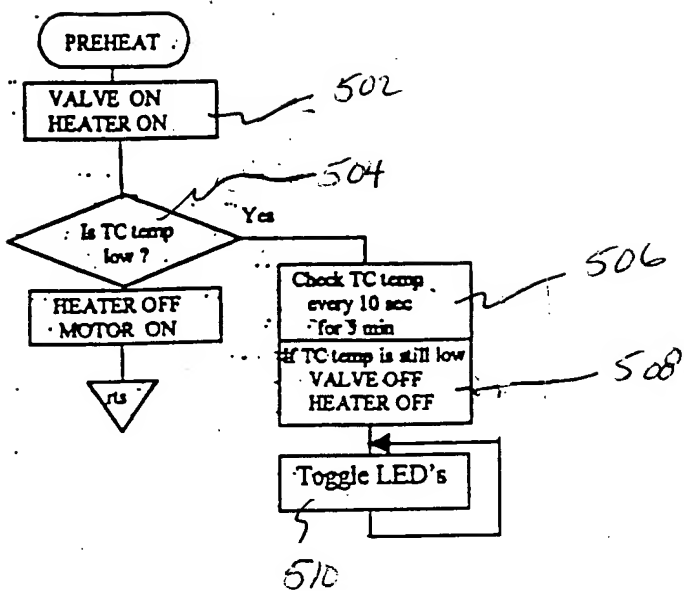 PREHEAT
VALVE ON
HEATER ON
502
Is TC temp
low ?
504
Yes
HEATER OFF
MOTOR ON
rts
Check TC temp
every 10 sec
for 3 min
506
If TC temp is still low
VALVE OFF
HEATER OFF
508
Toggle LED's
510